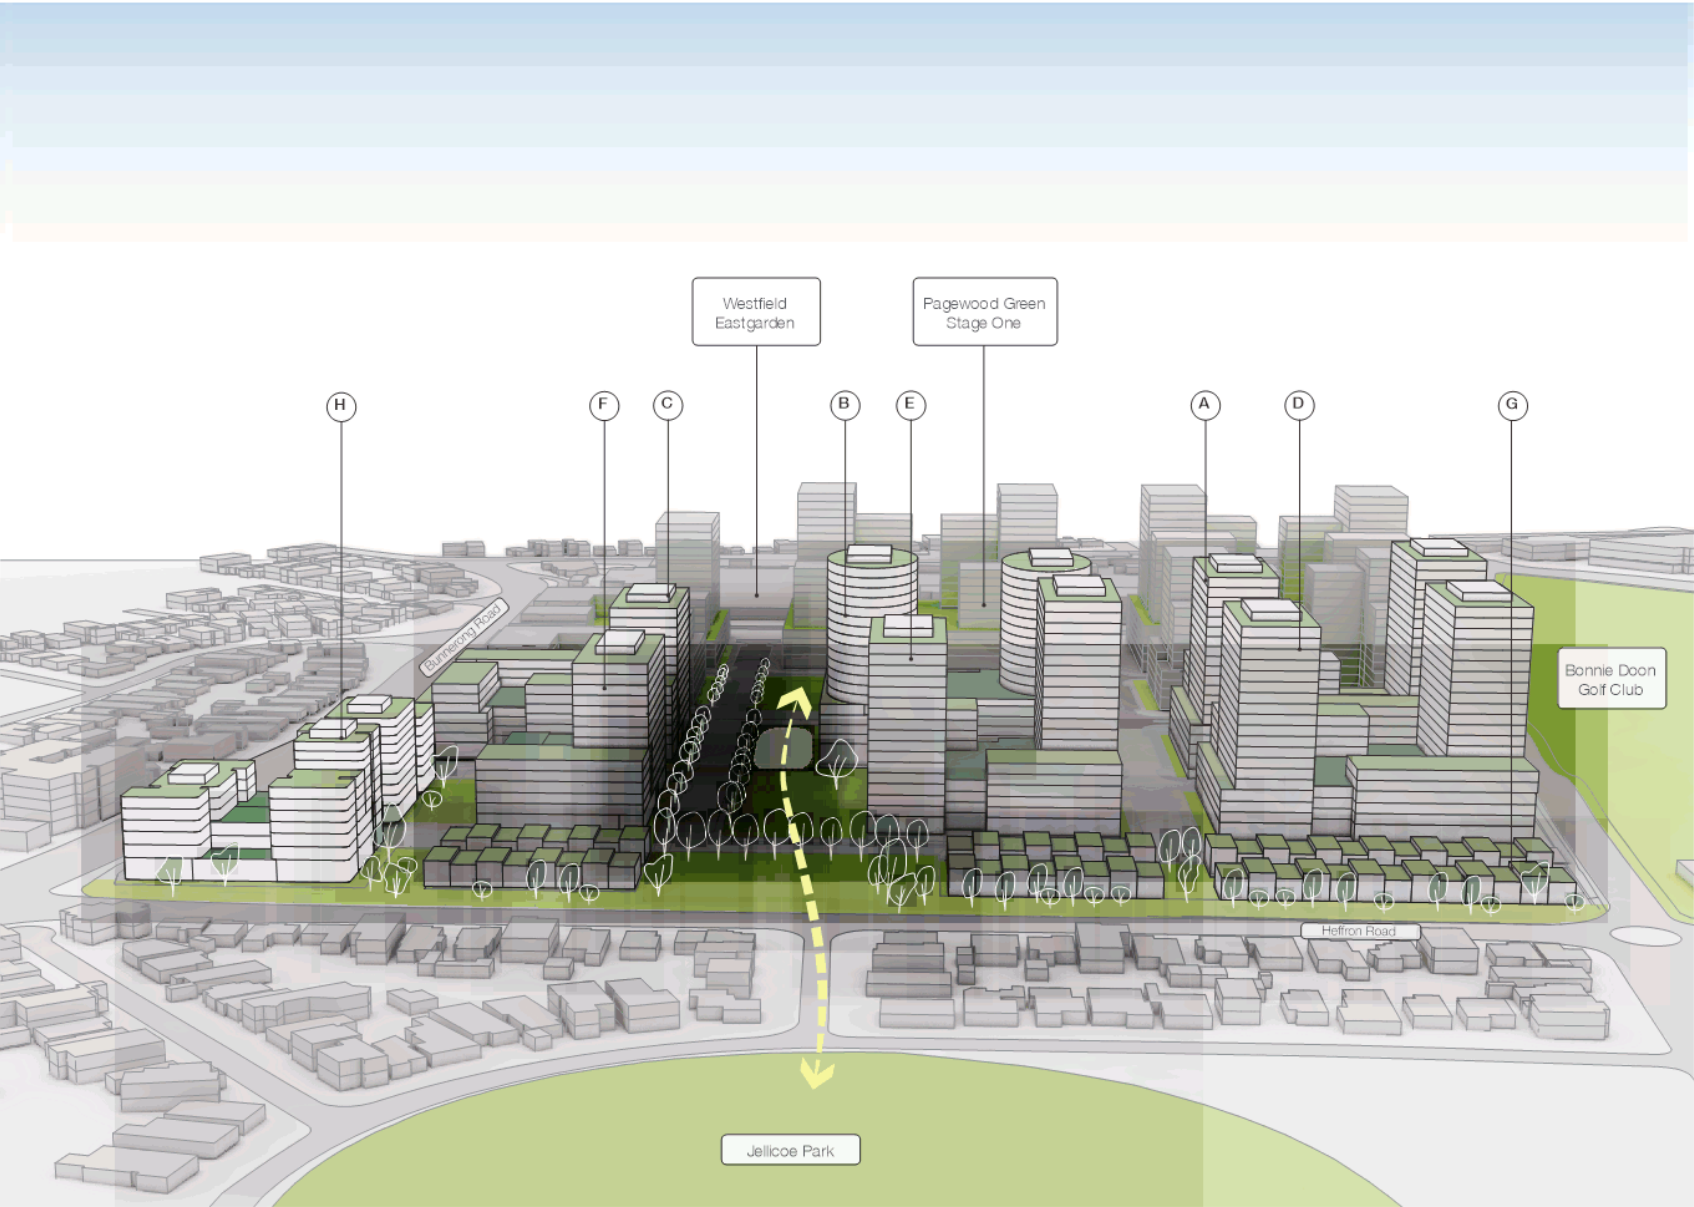 Westfield
Eastgarden
Pagewood Green
Stage One
H
F
C
B
E
A
D
G
Bunnerong Road
Bonnie Doon
Golf Club
Heffron Road
Jellicoe Park